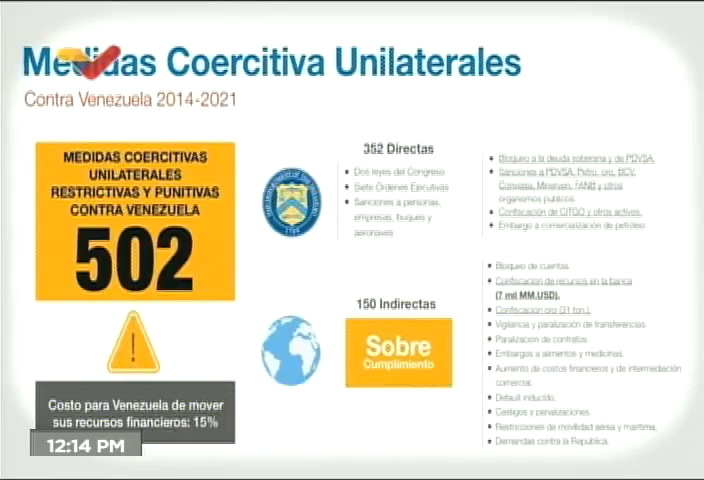 Medidas Coercitiva Unilaterales
Contra Venezuela 2014-2021
MEDIDAS COERCITIVAS
UNILATERALES
RESTRICTIVAS Y PUNITIVAS
CONTRA VENEZUELA
502
Costo para Venezuela de mover
sus recursos financieros: 15%
12:14 PM
352 Directas
Dos leyes del Congreso
Siete Órdenes Ejecutivas
Sanciones a personas,
empresas, buques y
aeronaves
Bloqueo a la deuda soberana y de PDVSA.
Sanciones a PDVSA, Petro, oro, BCV,
Conviasa, Minerven, FANB y otros
organismos públicos
Confiscación de CITGO y otros activos.
Embargo a comercialización de petróleo.
150 Indirectas
Sobre
Cumplimiento
Bloqueo de cuentas.
Confiscación de recursos en la banca
(7 mil MM.USD).
Confiscación oro (31 ton.).
Vigilancia y paralización de transferencias.
Paralización de contratos.
Embargos a alimentos y medicinas.
Aumento de costos financieros y de intermediación
comercial.
Default inducido.
Castigos y penalizaciones.
Restricciones de movilidad aérea y marítima.
Demandas contra la República.